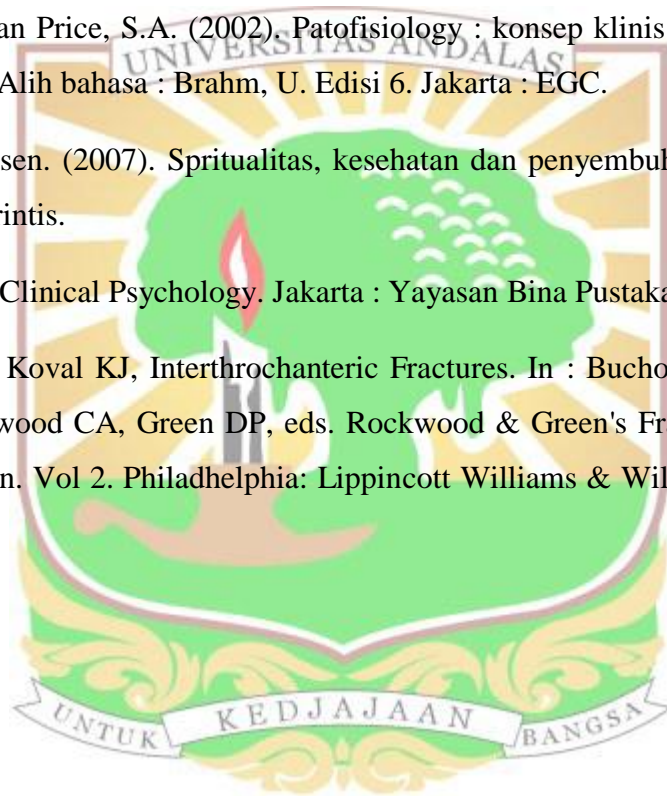 an Price, S.A. (2002). Patofisiology : konsep klinis
UNIVERSITAS ANDALAS
Alih bahasa : Brahm, U. Edisi 6. Jakarta : EGC.
sen. (2007). Spritualitas, kesehatan dan penyembuh
rintis.
Clinical Psychology. Jakarta : Yayasan Bina Pustaka
Koval KJ, Interthrochanteric Fractures. In : Bucho
wood CA, Green DP, eds. Rockwood & Green's Fra
n. Vol 2. Philadhelphia: Lippincott Williams & Wil
UNTUK KEDJAJAAN BANGSA